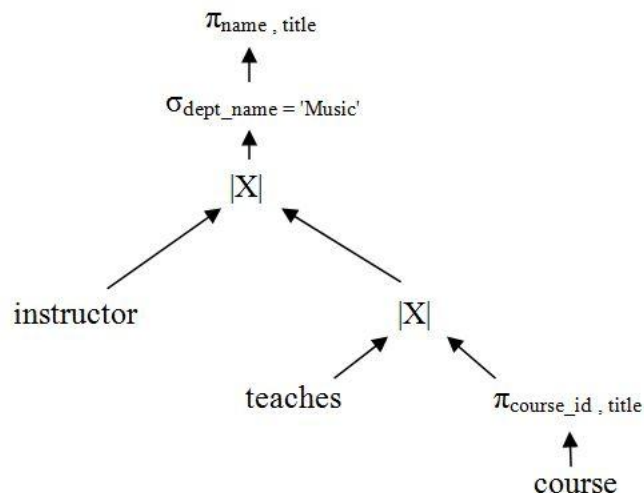 πname , title
σdept_name = 'Music'
|X|
instructor
|X|
teaches
πcourse_id , title
course